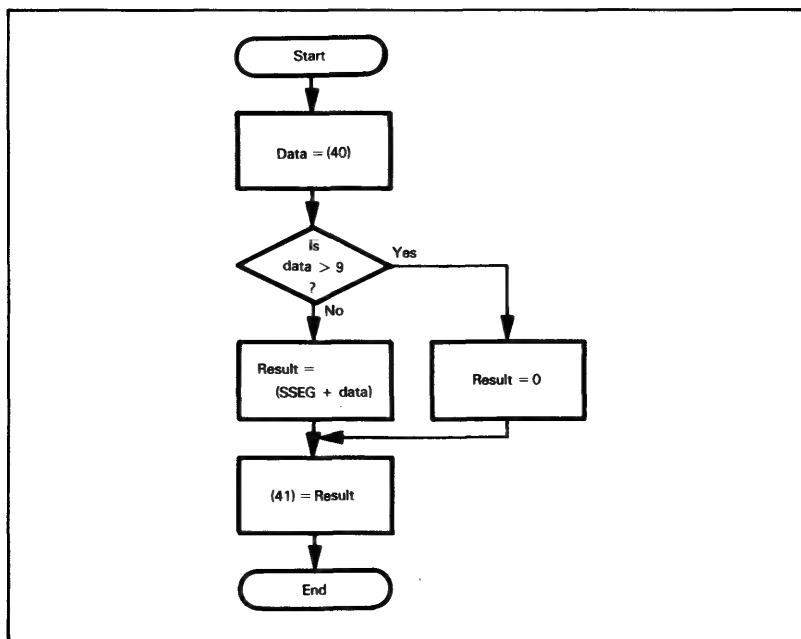 Start
Data = (40)
Is
data > 9
?
Yes
No
Result =
(SSEG + data)
Result = 0
(41) = Result
End